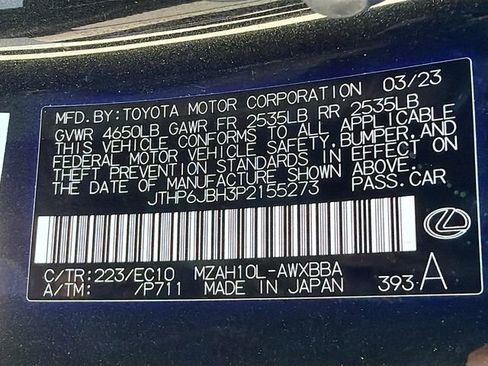 MFD.BY:TOYOTA MOTOR CORPORATION 03/23
GVWR 4650LB GAWR FR 2535LB RR 2535LB
THIS VEHICLE CONFORMS TO ALL APPLICABLE
FEDERAL MOTOR VEHICLE SAFETY,BUMPER,AND
THEFT PREVENTION STANDARDS IN EFFECT ON
THE DATE OF MANUFACTURE SHOWN ABOVE.
JTHP6JBH3P2155273 PASS.CAR
C/TR:223/EC10 MZAH10L-AWXBBA
A/TM: /P711 MADE IN JAPAN 393-A